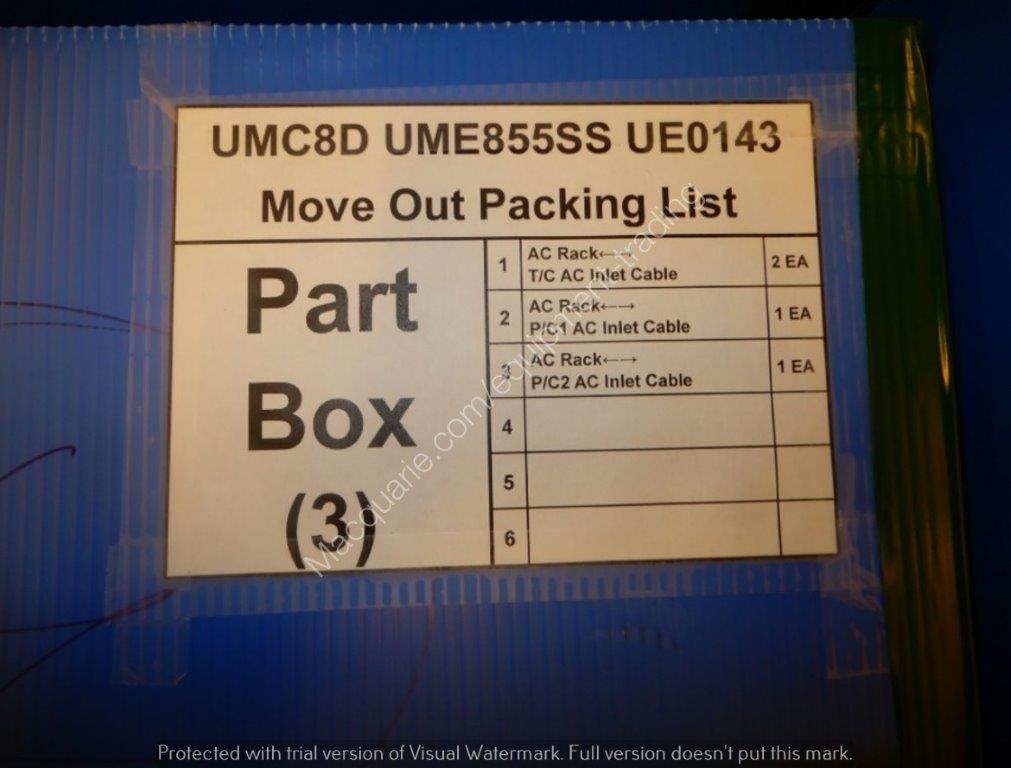 UMC8D UME855SS UE0143
Move Out Packing List
Part
Box
(3)
1 AC Rack←→ 2 EA
T/C AC Inlet Cable
2 AC Rack←→ 1 EA
P/C1 AC Inlet Cable
3 AC Rack←→ 1 EA
P/C2 AC Inlet Cable
4
5
6
Macquarie.com/equipmentstrading
Protected with trial version of Visual Watermark. Full version doesn't put this mark.